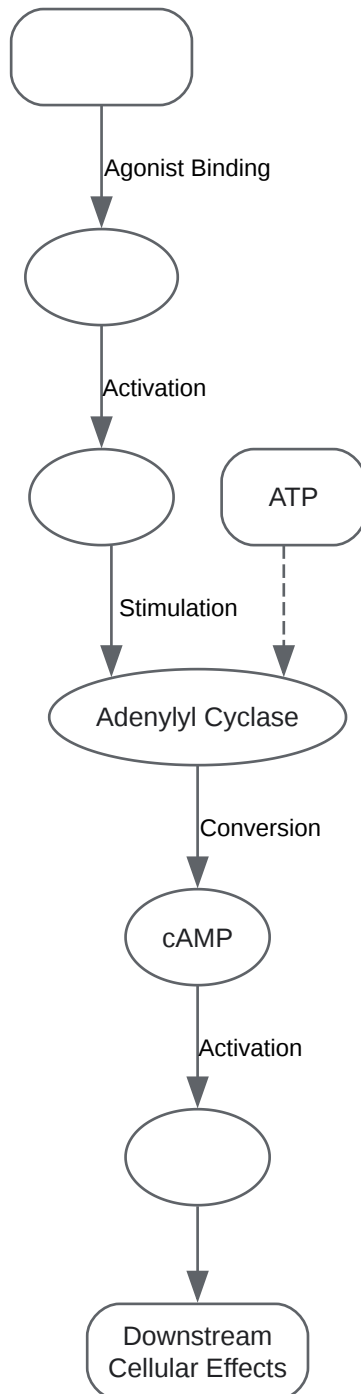 Agonist Binding
Activation
ATP
Stimulation
Adenylyl Cyclase
Conversion
cAMP
Activation
Downstream
Cellular Effects